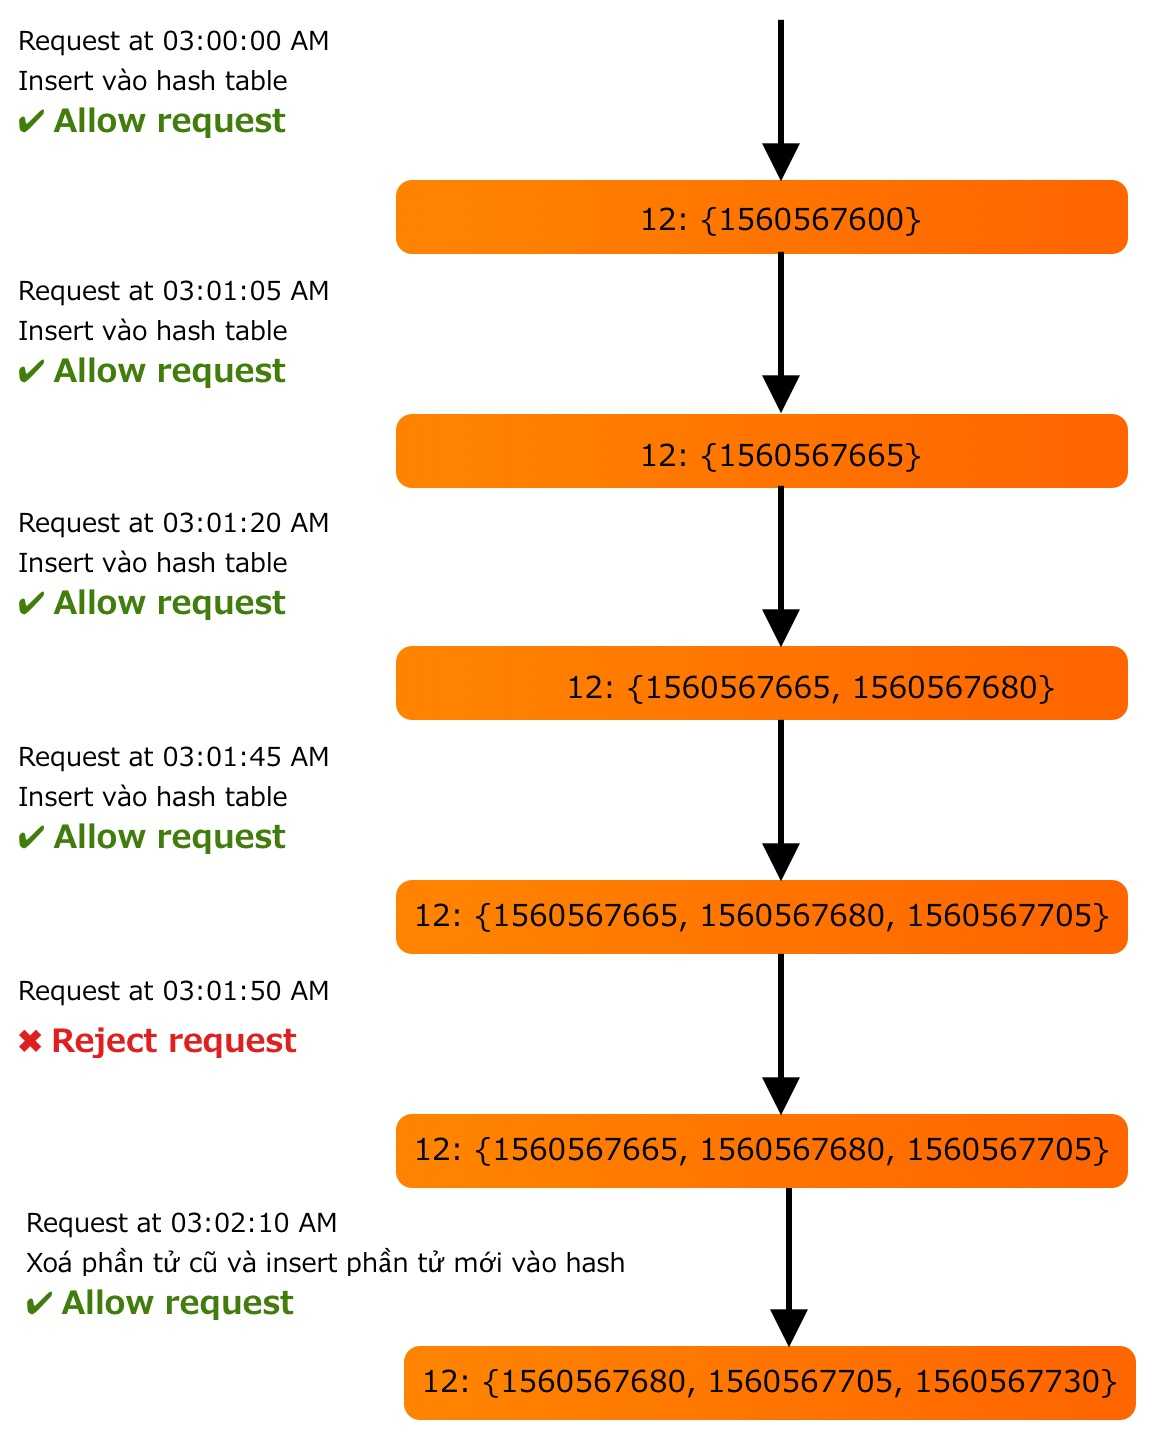 Request at 03:00:00 AM
Insert vào hash table
✔ Allow request
12: {1560567600}
Request at 03:01:05 AM
Insert vào hash table
✔ Allow request
12: {1560567665}
Request at 03:01:20 AM
Insert vào hash table
✔ Allow request
12: {1560567665, 1560567680}
Request at 03:01:45 AM
Insert vào hash table
✔ Allow request
12: {1560567665, 1560567680, 1560567705}
Request at 03:01:50 AM
✖ Reject request
12: {1560567665, 1560567680, 1560567705}
Request at 03:02:10 AM
Xoá phần tử cũ và insert phần tử mới vào hash
✔ Allow request
12: {1560567680, 1560567705, 1560567730}